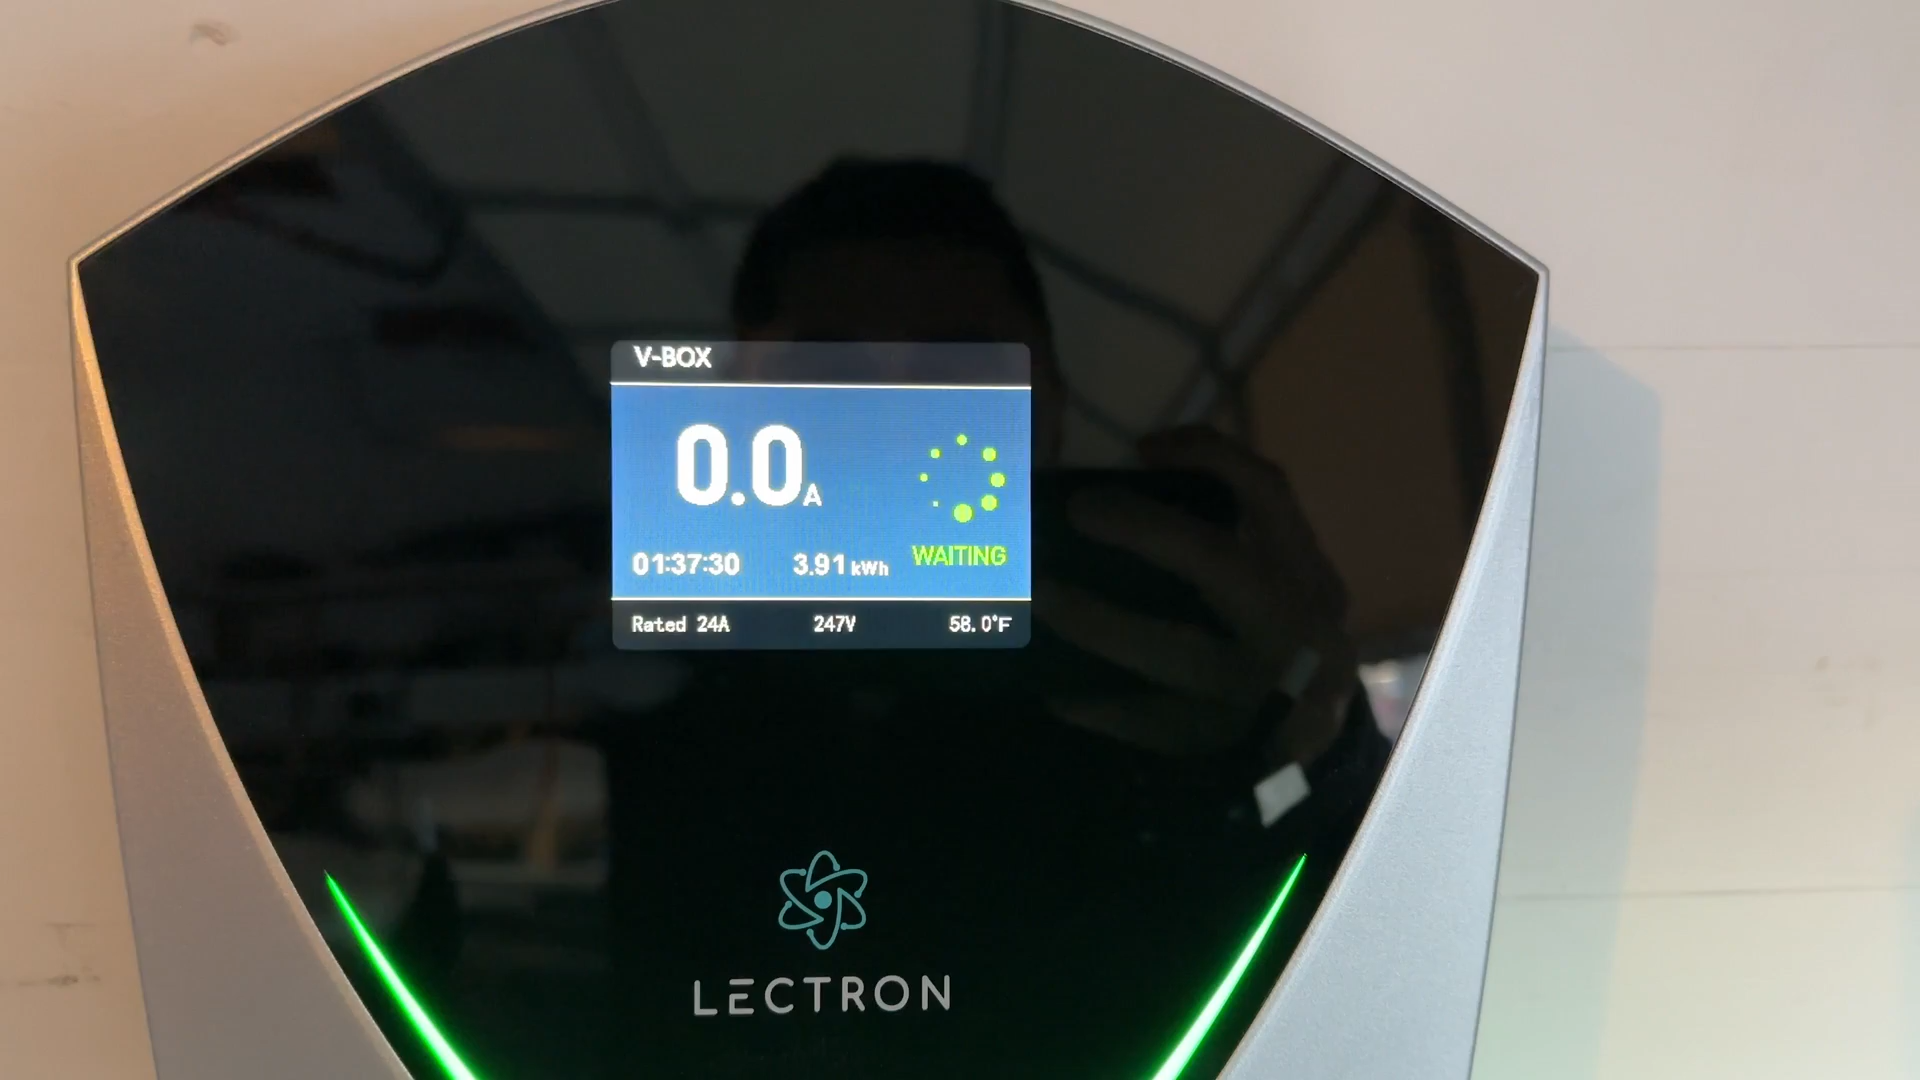 V-BOX
0.0A
01:37:30 3.91 kWh WAITING
Rated 24A 247V 58.0°F
LECTRON